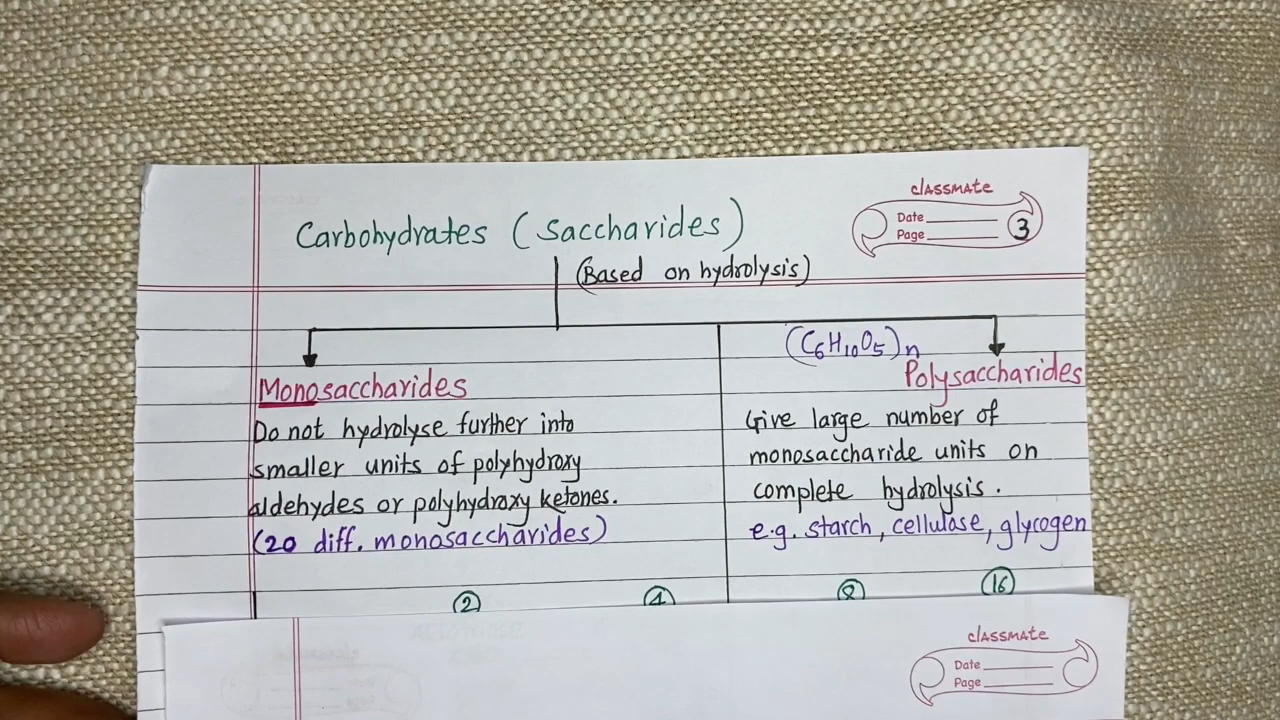 classmate
Date
Page 3
Carbohydrates (Saccharides)
(Based on hydrolysis)
Monosaccharides
Do not hydrolyse further into
smaller units of polyhydroxy
aldehydes or polyhydroxy ketones.
(20 diff. monosaccharides)
(C6H10O5)n
Polysaccharides
Give large number of
monosaccharide units on
complete hydrolysis.
e.g. starch, cellulase, glycogen
2 4 8 16
classmate
Date
Page